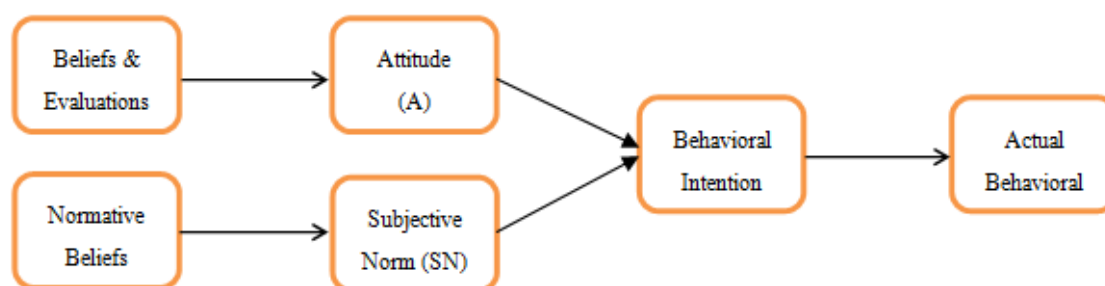 Beliefs &
Evaluations
Attitude
(A)
Normative
Beliefs
Subjective
Norm (SN)
Behavioral
Intention
Actual
Behavioral